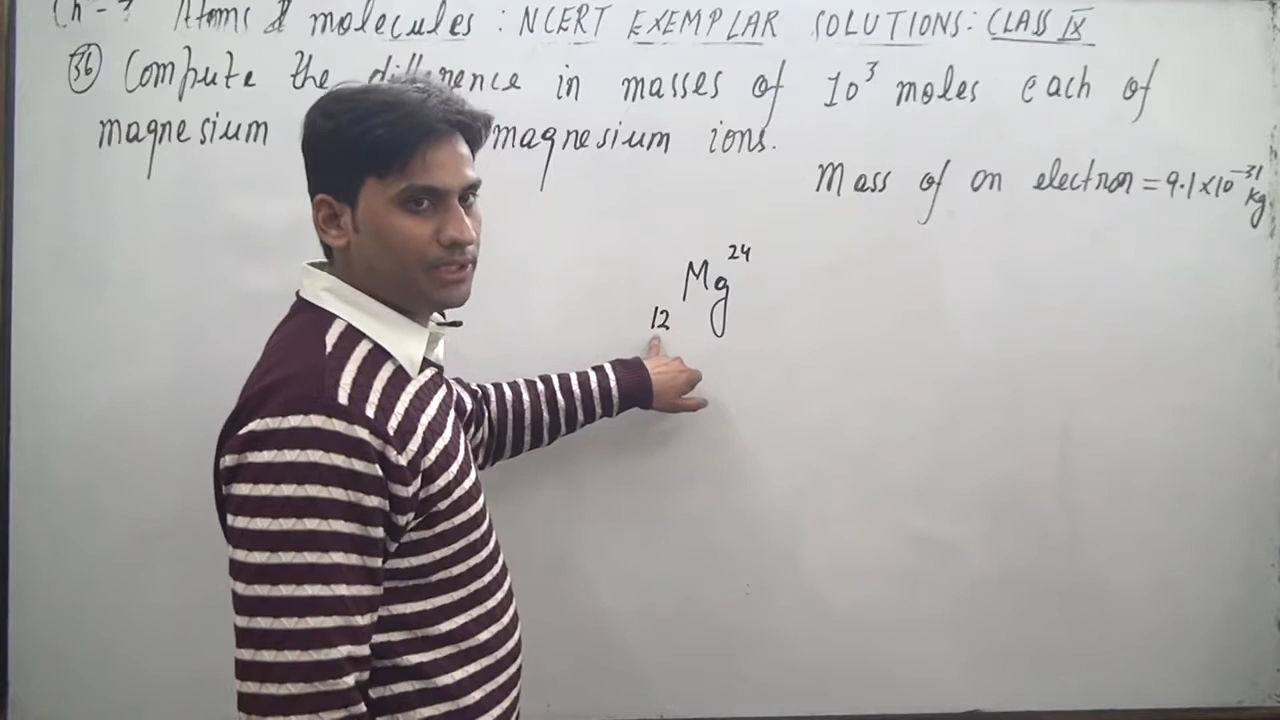 Ch - 3 Atoms & molecules : NCERT EXEMPLAR SOLUTIONS: CLASS IX
36 Compute the difference in masses of 10³ moles each of
magnesium magnesium ions.
Mass of on electron = 9.1×10⁻³¹ kg
Mg²⁴
12